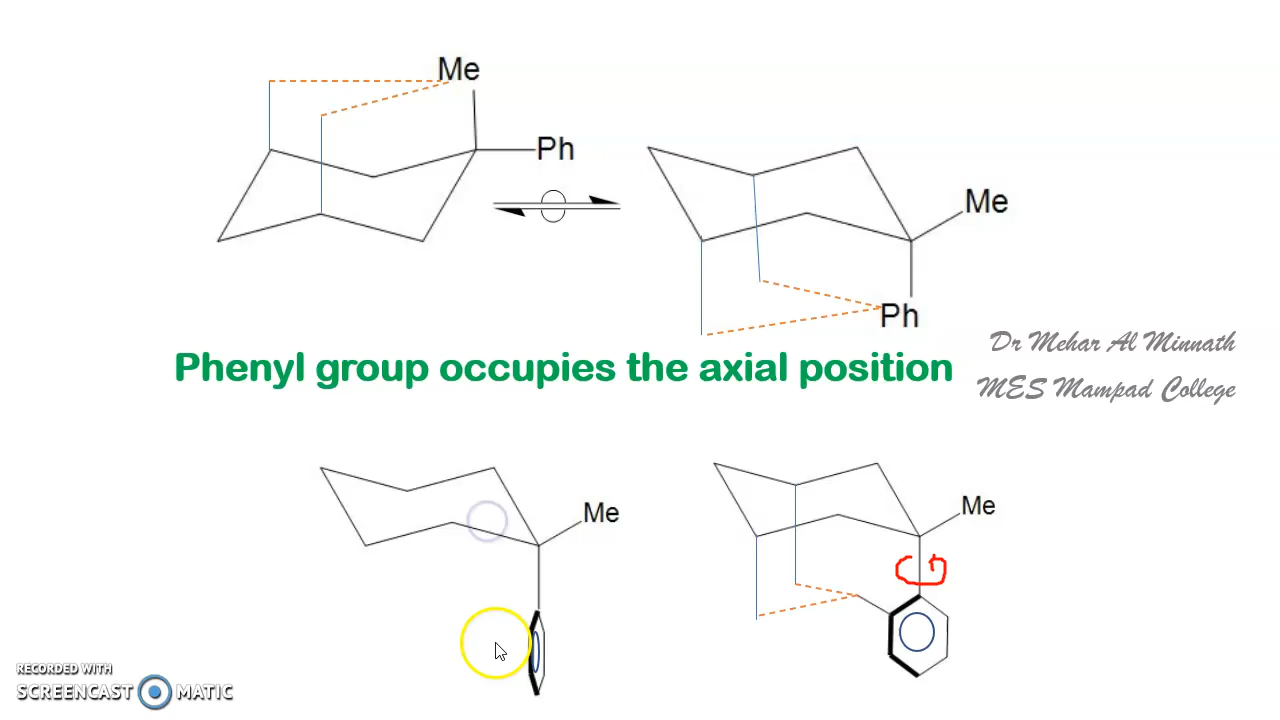 Me
Ph
Me
Ph
Dr Mehar Al Minnath
Phenyl group occupies the axial position
MES Mampad College
Me
Me
RECORDED WITH
SCREENCAST MATIC